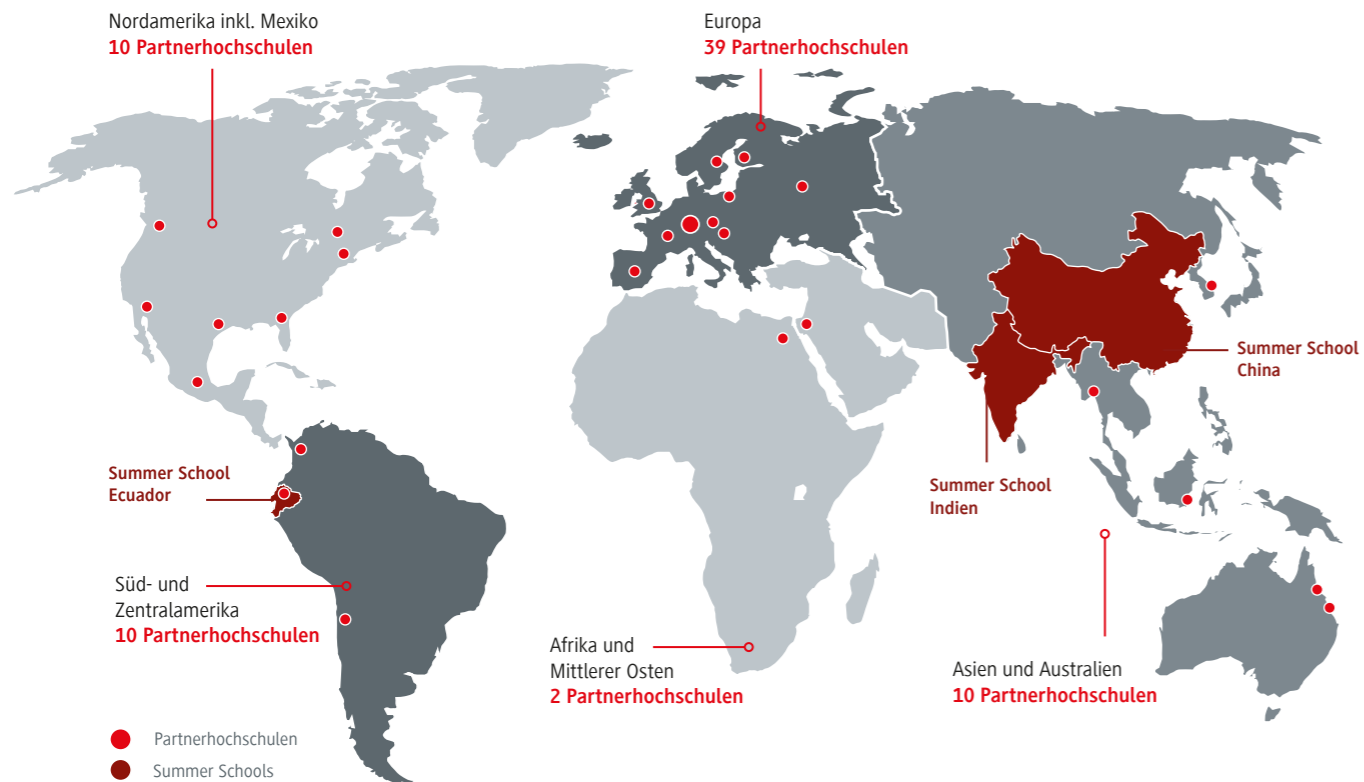 Nordamerika inkl. Mexiko
10 Partnerhochschulen
Europa
39 Partnerhochschulen
Summer School
China
Summer School
Ecuador
Summer School
Indien
Süd- und
Zentralamerika
10 Partnerhochschulen
Afrika und
Mittlerer Osten
2 Partnerhochschulen
Asien und Australien
10 Partnerhochschulen
Partnerhochschulen
Summer Schools